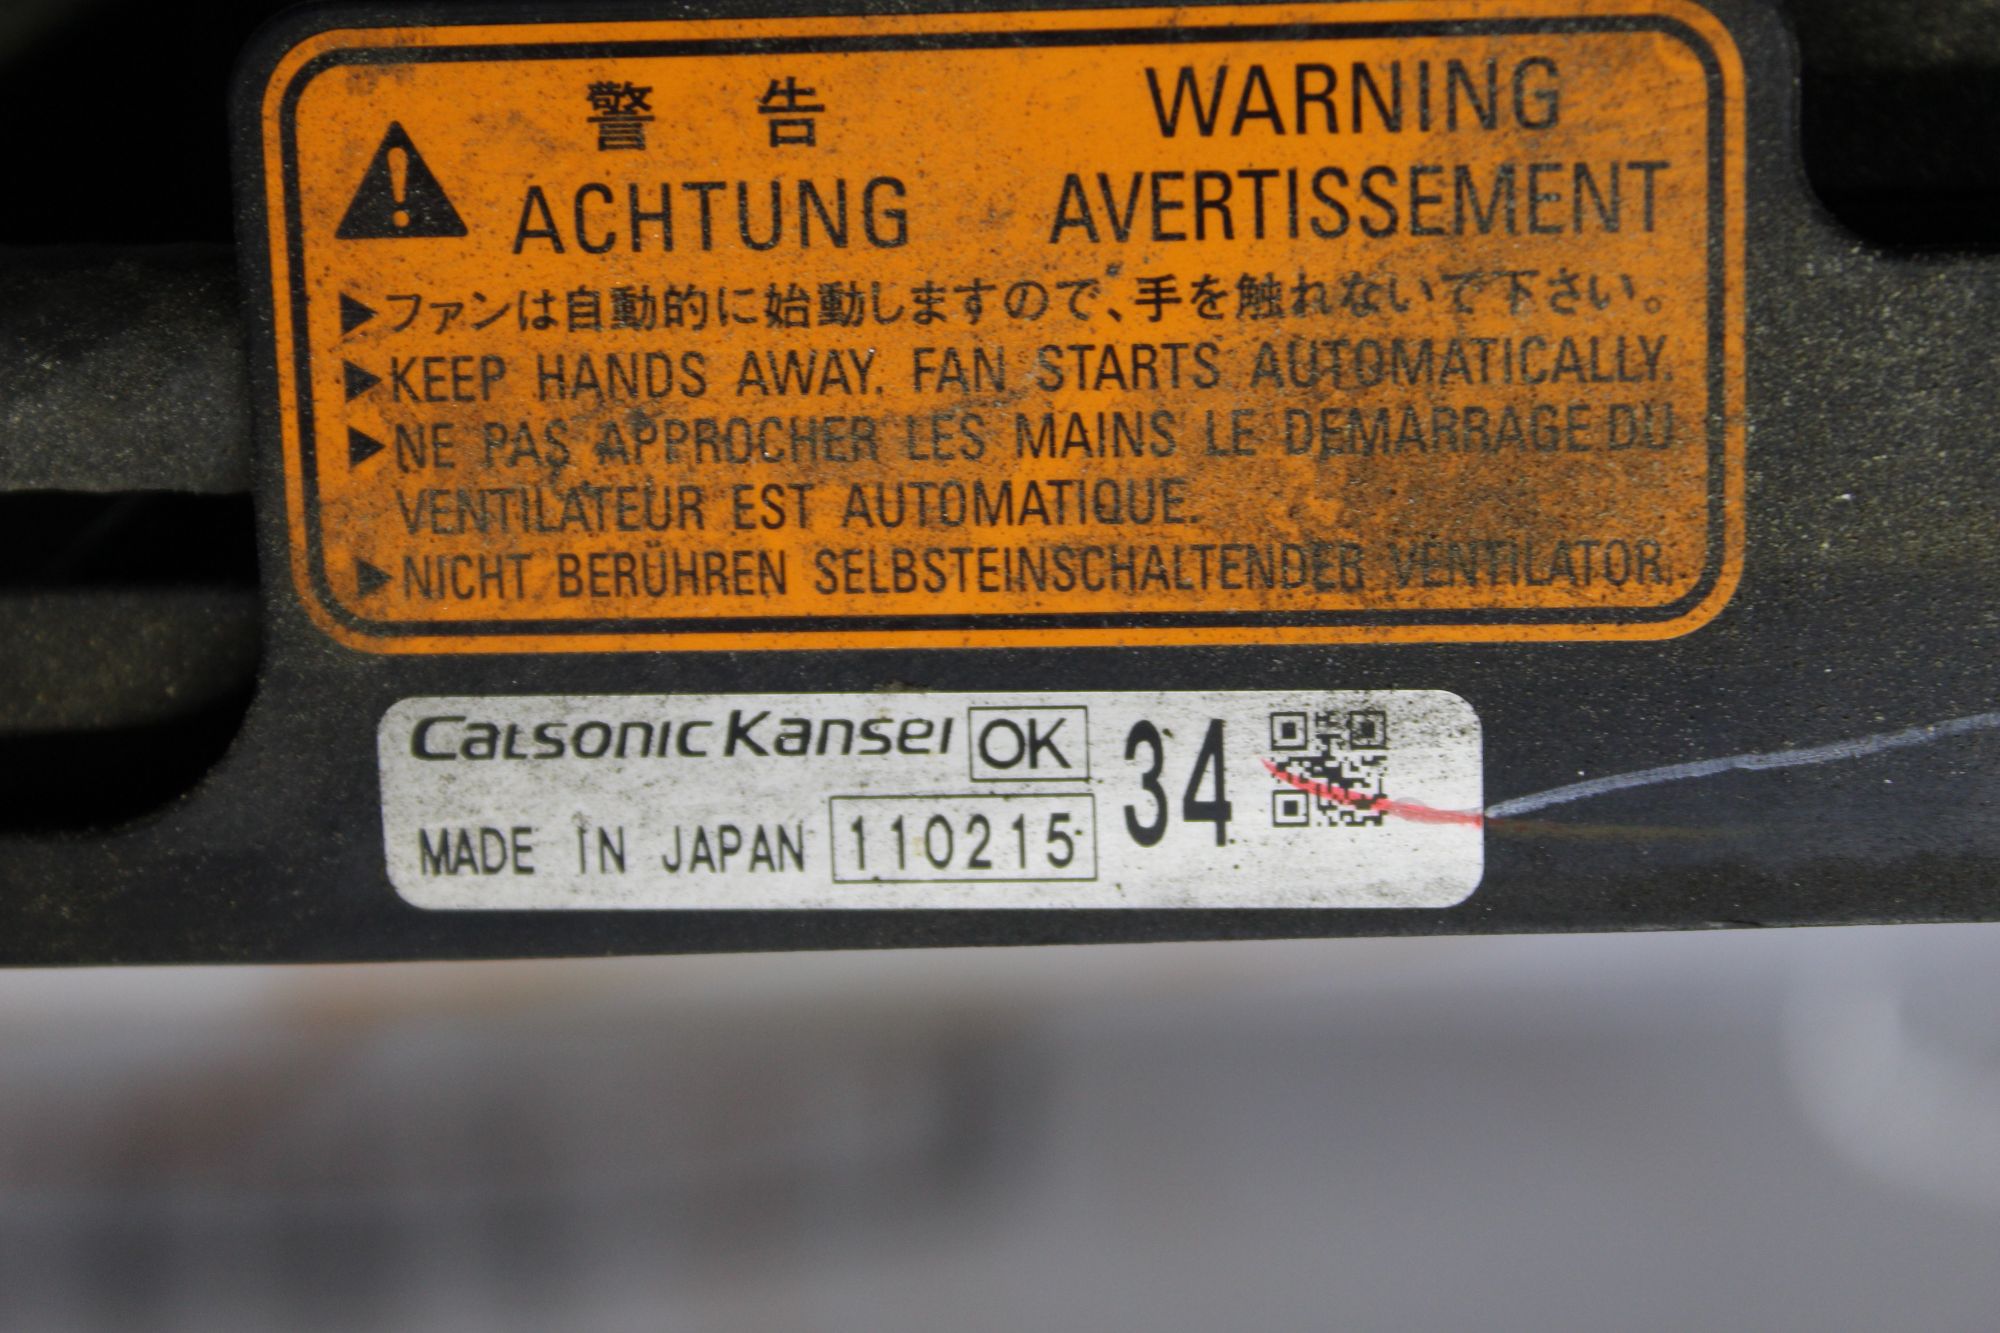 警告 WARNING
ACHTUNG AVERTISSEMENT
▶ファンは自動的に始動しますので、手を触れないで下さい。
▶KEEP HANDS AWAY. FAN STARTS AUTOMATICALLY.
▶NE PAS APPROCHER LES MAINS LE DEMARRAGE DU
VENTILATEUR EST AUTOMATIQUE.
▶NICHT BERÜHREN SELBSTEINSCHALTENDER VENTILATOR.
CalsonicKansei OK 34
MADE IN JAPAN 110215